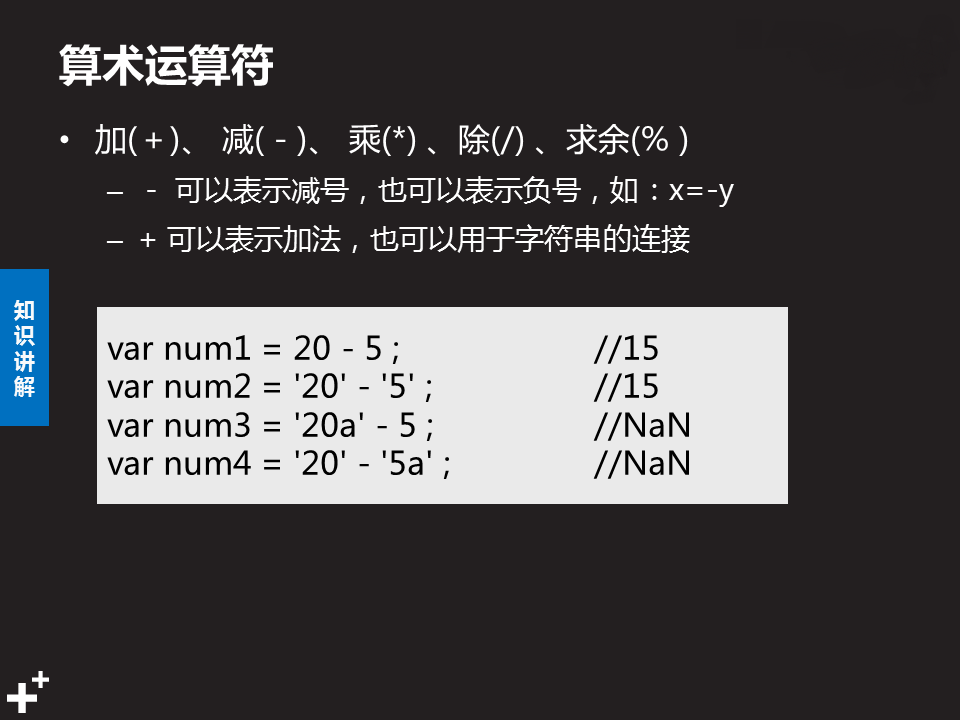 算术运算符
• 加(+)、 减( - )、 乘(*) 、除(/) 、求余(% )
– - 可以表示减号，也可以表示负号，如：x=-y
– + 可以表示加法，也可以用于字符串的连接
知识讲解
var num1 = 20 - 5 ; //15
var num2 = '20' - '5' ; //15
var num3 = '20a' - 5 ; //NaN
var num4 = '20' - '5a' ; //NaN